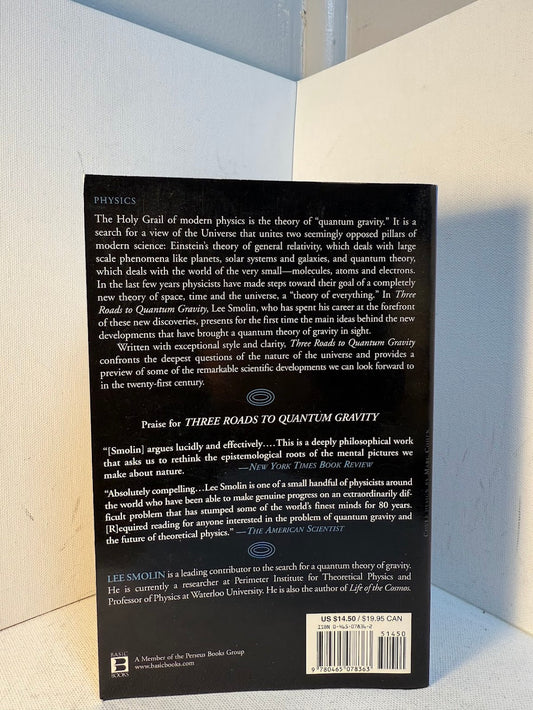 PHYSICS
The Holy Grail of modern physics is the theory of "quantum gravity." It is a
search for a view of the Universe that unites two seemingly opposed pillars of
modern science: Einstein's theory of general relativity, which deals with large
scale phenomena like planets, solar systems and galaxies, and quantum theory,
which deals with the world of the very small—molecules, atoms and electrons.
In the last few years physicists have made steps toward their goal of a completely
new theory of space, time and the universe, a "theory of everything." In Three
Roads to Quantum Gravity, Lee Smolin, who has spent his career at the forefront
of these new discoveries, presents for the first time the main ideas behind the new
developments that have brought a quantum theory of gravity in sight.
Written with exceptional style and clarity, Three Roads to Quantum Gravity
confronts the deepest questions of the nature of the universe and provides a
preview of some of the remarkable scientific developments we can look forward to
in the twenty-first century.
Praise for THREE ROADS TO QUANTUM GRAVITY
"[Smolin] argues lucidly and effectively….This is a deeply philosophical work
that asks us to rethink the epistemological roots of the mental pictures we
make about nature. —NEW YORK TIMES BOOK REVIEW
"Absolutely compelling…Lee Smolin is one of a small handful of physicists around
the world who have been able to make genuine progress on an extraordinarily dif-
ficult problem that has stumped some of the world's finest minds for 80 years.
[R]equired reading for anyone interested in the problem of quantum gravity and
the future of theoretical physics." —THE AMERICAN SCIENTIST
LEE SMOLIN is a leading contributor to the search for a quantum theory of gravity.
He is currently a researcher at Perimeter Institute for Theoretical Physics and
Professor of Physics at Waterloo University. He is also the author of Life of the Cosmos.
COVER DESIGN BY MARK COHEN
US $14.50 / $19.95 CAN
ISBN 0-465-07836-2
51450
9 780465 078363
BASIC
B
BOOKS
A Member of the Perseus Books Group
www.basicbooks.com